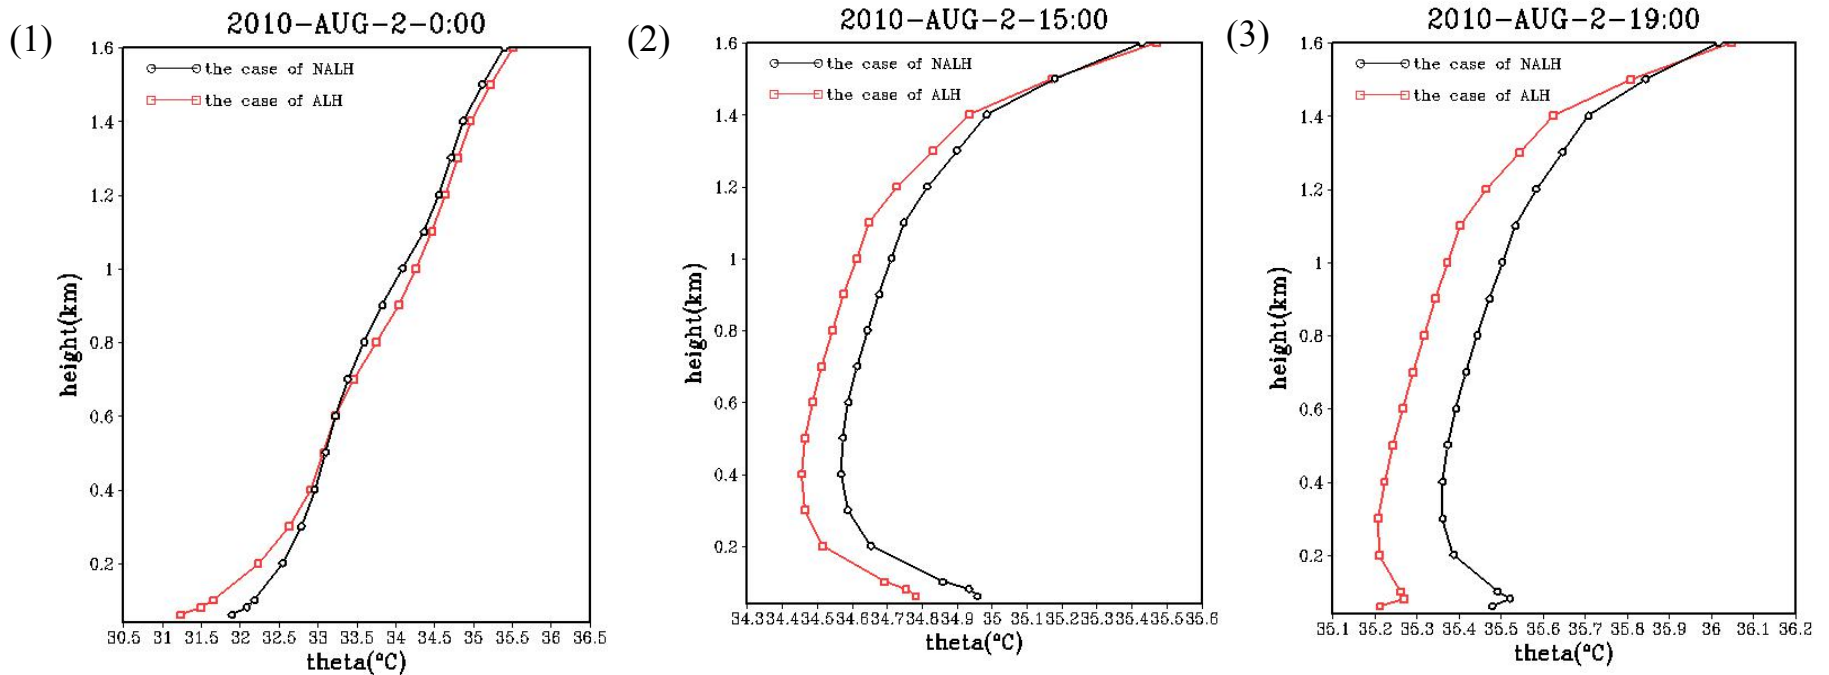 (1)
2010-AUG-2-0:00
the case of NALH
the case of ALH
1.6
1.4
1.2
1
0.8
0.6
0.4
0.2
height(km)
30.5 31 31.5 32 32.5 33 33.5 34 34.5 35 35.5 36 36.5
theta(°C)
(2)
2010-AUG-2-15:00
the case of NALH
the case of ALH
1.6
1.4
1.2
1
0.8
0.6
0.4
0.2
height(km)
34.3 34.4 34.5 34.6 34.7 34.8 34.9 35 35.1 35.2 35.3 35.4 35.5 35.6
theta(°C)
(3)
2010-AUG-2-19:00
the case of NALH
the case of ALH
1.6
1.4
1.2
1
0.8
0.6
0.4
0.2
height(km)
35.1 35.2 35.3 35.4 35.5 35.6 35.7 35.8 35.9 36 36.1 36.2
theta(°C)